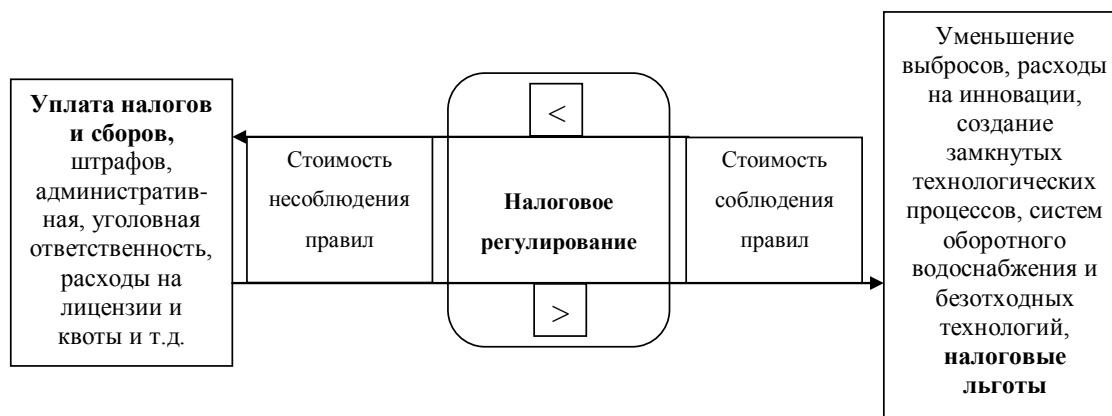 Уплата налогов
и сборов,
штрафов,
административ-
ная, уголовная
ответственность,
расходы на
лицензии и
квоты и т.д.
Стоимость
несоблюдения
правил
<
Налоговое
регулирование
>
Стоимость
соблюдения
правил
Уменьшение
выбросов, расходы
на инновации,
создание
замкнутых
технологических
процессов, систем
оборотного
водоснабжения и
безотходных
технологий,
налоговые
льготы